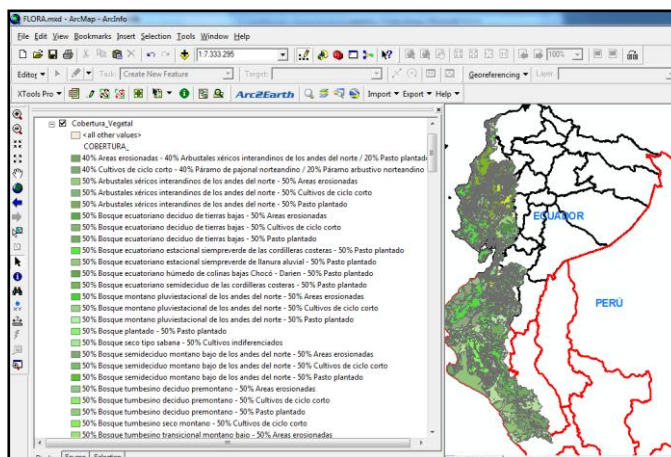 FLORA.mxd - ArcMap - ArcInfo
File Edit View Bookmarks Insert Selection Tools Window Help
1:7.333.295
100%
Editor Task: Create New Feature Target: Georeferencing Layer:
XTools Pro Arc2Earth Import Export Help
Cobertura_Vegetal
<all other values>
COBERTURA_
40% Areas erosionadas - 40% Arbustales xéricos interandinos de los andes del norte / 20% Pasto plantado
40% Cultivos de ciclo corto - 40% Páramo de pajonal norteandino / 20% Páramo arbustivo norteandino
50% Arbustales xéricos interandinos de los andes del norte - 50% Areas erosionadas
50% Arbustales xéricos interandinos de los andes del norte - 50% Cultivos de ciclo corto
50% Arbustales xéricos interandinos de los andes del norte - 50% Pasto plantado
50% Bosque ecuatoriano deciduo de tierras bajas - 50% Areas erosionadas
50% Bosque ecuatoriano deciduo de tierras bajas - 50% Cultivo de ciclo corto
50% Bosque ecuatoriano deciduo de tierras bajas - 50% Pasto plantado
50% Bosque ecuatoriano estacional siempreverde de las cordilleras costeras - 50% Pasto plantado
50% Bosque ecuatoriano estacional siempreverde de llanura aluvial - 50% Pasto plantado
50% Bosque ecuatoriano húmedo de colinas bajas Chocó - Darien - 50% Pasto plantado
50% Bosque ecuatoriano semideciduo de las cordilleras costeras - 50% Pasto plantado
50% Bosque montano pluviestacional de los andes del norte - 50% Areas erosionadas
50% Bosque montano pluviestacional de los andes del norte - 50% Cultivos de ciclo corto
50% Bosque montano pluviestacional de los andes del norte - 50% Pasto plantado
50% Bosque plantado - 50% Pasto plantado
50% Bosque seco tipo sabana - 50% Cultivos indiferenciados
50% Bosque semideciduo montano bajo de los andes del norte - 50% Areas erosionadas
50% Bosque semideciduo montano bajo de los andes del norte - 50% Cultivo de ciclo corto
50% Bosque semideciduo montano bajo de los andes del norte - 50% Pasto plantado
50% Bosque tumbesino deciduo premontano - 50% Areas erosionadas
50% Bosque tumbesino deciduo premontano - 50% Cultivo de ciclo corto
50% Bosque tumbesino deciduo premontano - 50% Pasto plantado
50% Bosque tumbesino seco montano - 50% Cultivo de ciclo corto
50% Bosque tumbesino transicional montano bajo - 50% Areas erosionadas
ECUADOR
PERÚ